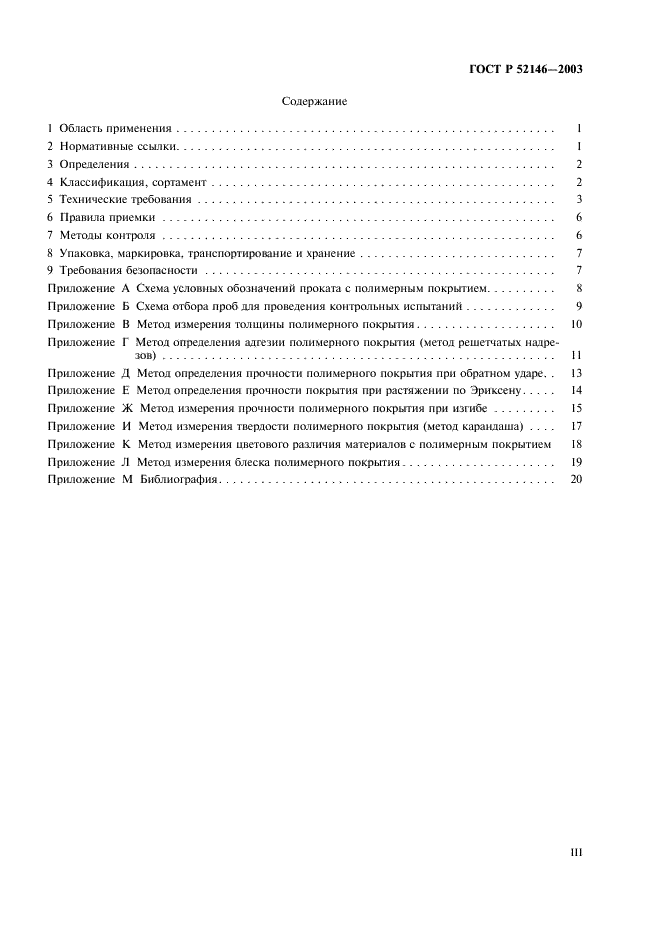 ГОСТ Р 52146—2003
Содержание
1 Область применения . . . . . . . . . . . . . . . . . . . . . . . . . . . . . . . . . . . . . . . . . . . . . . . . . . . . . . 1
2 Нормативные ссылки. . . . . . . . . . . . . . . . . . . . . . . . . . . . . . . . . . . . . . . . . . . . . . . . . . . . . . 1
3 Определения . . . . . . . . . . . . . . . . . . . . . . . . . . . . . . . . . . . . . . . . . . . . . . . . . . . . . . . . . . . . 2
4 Классификация, сортамент . . . . . . . . . . . . . . . . . . . . . . . . . . . . . . . . . . . . . . . . . . . . . . . . . 2
5 Технические требования . . . . . . . . . . . . . . . . . . . . . . . . . . . . . . . . . . . . . . . . . . . . . . . . . . . 3
6 Правила приемки . . . . . . . . . . . . . . . . . . . . . . . . . . . . . . . . . . . . . . . . . . . . . . . . . . . . . . . . 6
7 Методы контроля . . . . . . . . . . . . . . . . . . . . . . . . . . . . . . . . . . . . . . . . . . . . . . . . . . . . . . . . 6
8 Упаковка, маркировка, транспортирование и хранение . . . . . . . . . . . . . . . . . . . . . . . . . . . . 7
9 Требования безопасности . . . . . . . . . . . . . . . . . . . . . . . . . . . . . . . . . . . . . . . . . . . . . . . . . . 7
Приложение А Схема условных обозначений проката с полимерным покрытием. . . . . . . . . . 8
Приложение Б Схема отбора проб для проведения контрольных испытаний . . . . . . . . . . . . . 9
Приложение В Метод измерения толщины полимерного покрытия . . . . . . . . . . . . . . . . . . . . 10
Приложение Г Метод определения адгезии полимерного покрытия (метод решетчатых надре-
зов) . . . . . . . . . . . . . . . . . . . . . . . . . . . . . . . . . . . . . . . . . . . . . . . . . . . . . . . . 11
Приложение Д Метод определения прочности полимерного покрытия при обратном ударе. . 13
Приложение Е Метод определения прочности покрытия при растяжении по Эриксену. . . . . 14
Приложение Ж Метод измерения прочности полимерного покрытия при изгибе . . . . . . . . . 15
Приложение И Метод измерения твердости полимерного покрытия (метод карандаша) . . . . 17
Приложение К Метод измерения цветового различия материалов с полимерным покрытием 18
Приложение Л Метод измерения блеска полимерного покрытия . . . . . . . . . . . . . . . . . . . . . . 19
Приложение М Библиография. . . . . . . . . . . . . . . . . . . . . . . . . . . . . . . . . . . . . . . . . . . . . . . . 20
III